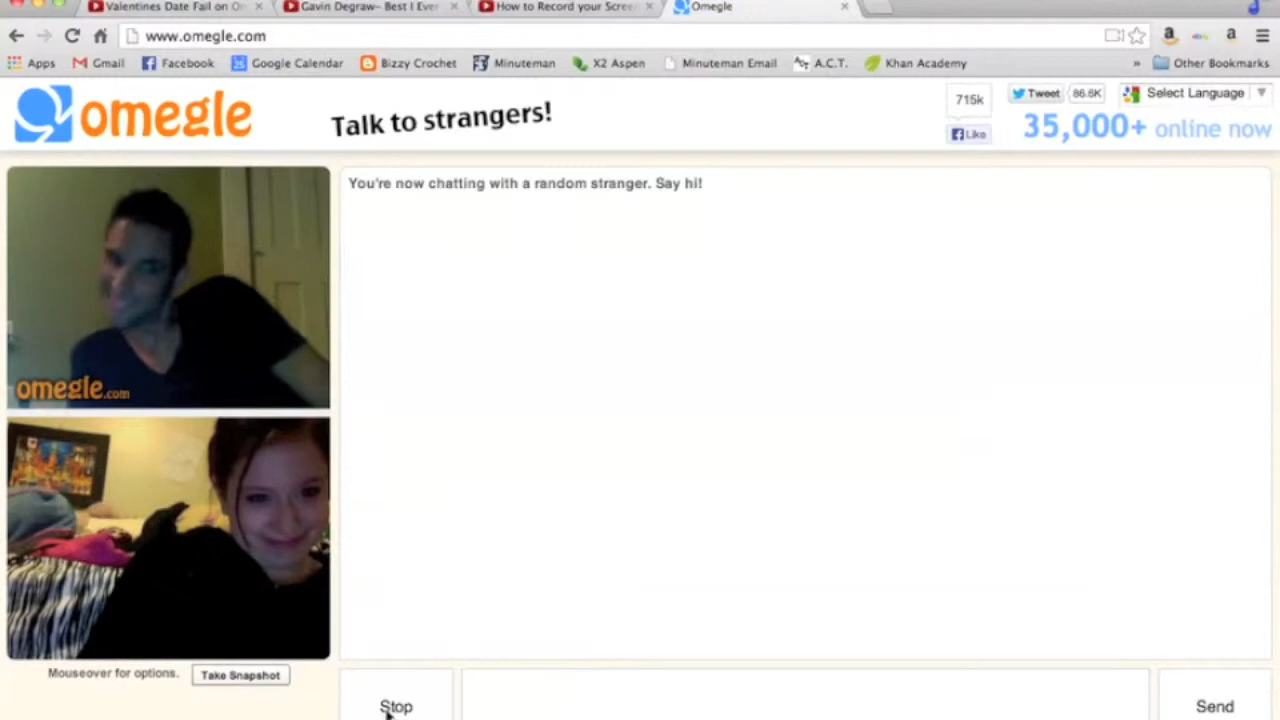 Valentines Date Fail on O
Gavin Degraw- Best I Ever
How to Record your Scree
Omegle
www.omegle.com
Apps
Gmail
Facebook
Google Calendar
Bizzy Crochet
Minuteman
X2 Aspen
Minuteman Email
A.C.T.
Khan Academy
»
Other Bookmarks
omegle
Talk to strangers!
715k
Like
Tweet
86.6K
Select Language
35,000+ online now
You're now chatting with a random stranger. Say hi!
omegle.com
Mouseover for options.
Take Snapshot
Stop
Send